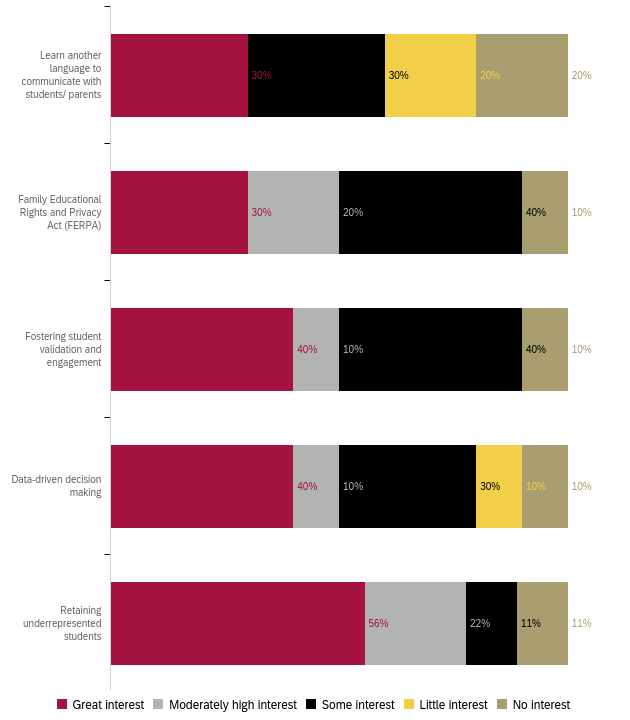 Learn another
language to
communicate with
students/ parents
30%
30%
20%
20%
Family Educational
Rights and Privacy
Act (FERPA)
30%
20%
40%
10%
Fostering student
validation and
engagement
40%
10%
40%
10%
Data-driven decision
making
40%
10%
30%
10%
10%
Retaining
underrepresented
students
56%
22%
11%
11%
Great interest
Moderately high interest
Some interest
Little interest
No interest